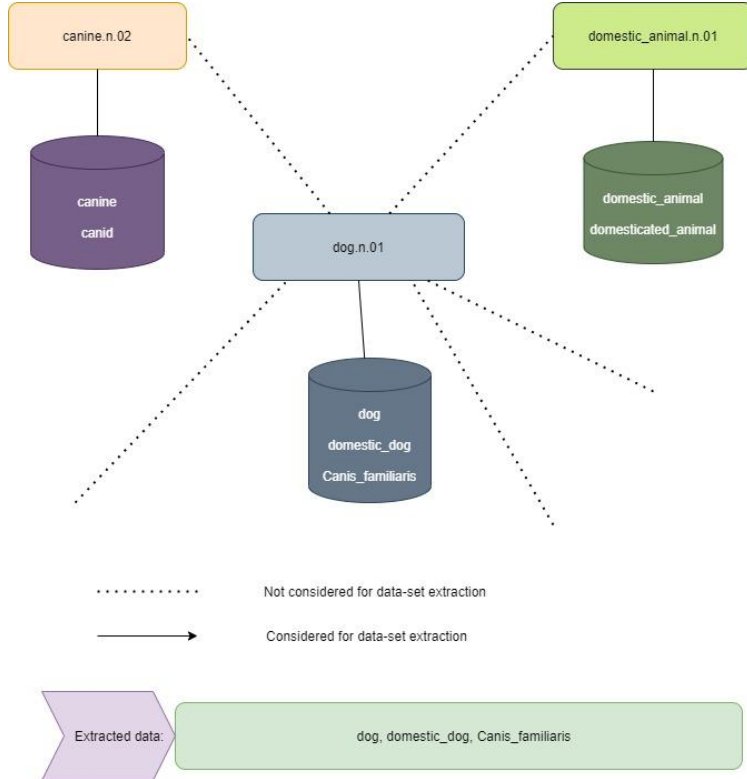 canine.n.02
domestic_animal.n.01
canine
canid
domestic_animal
domesticated_animal
dog.n.01
dog
domestic_dog
Canis_familiaris
Not considered for data-set extraction
Considered for data-set extraction
Extracted data:
dog, domestic_dog, Canis_familiaris